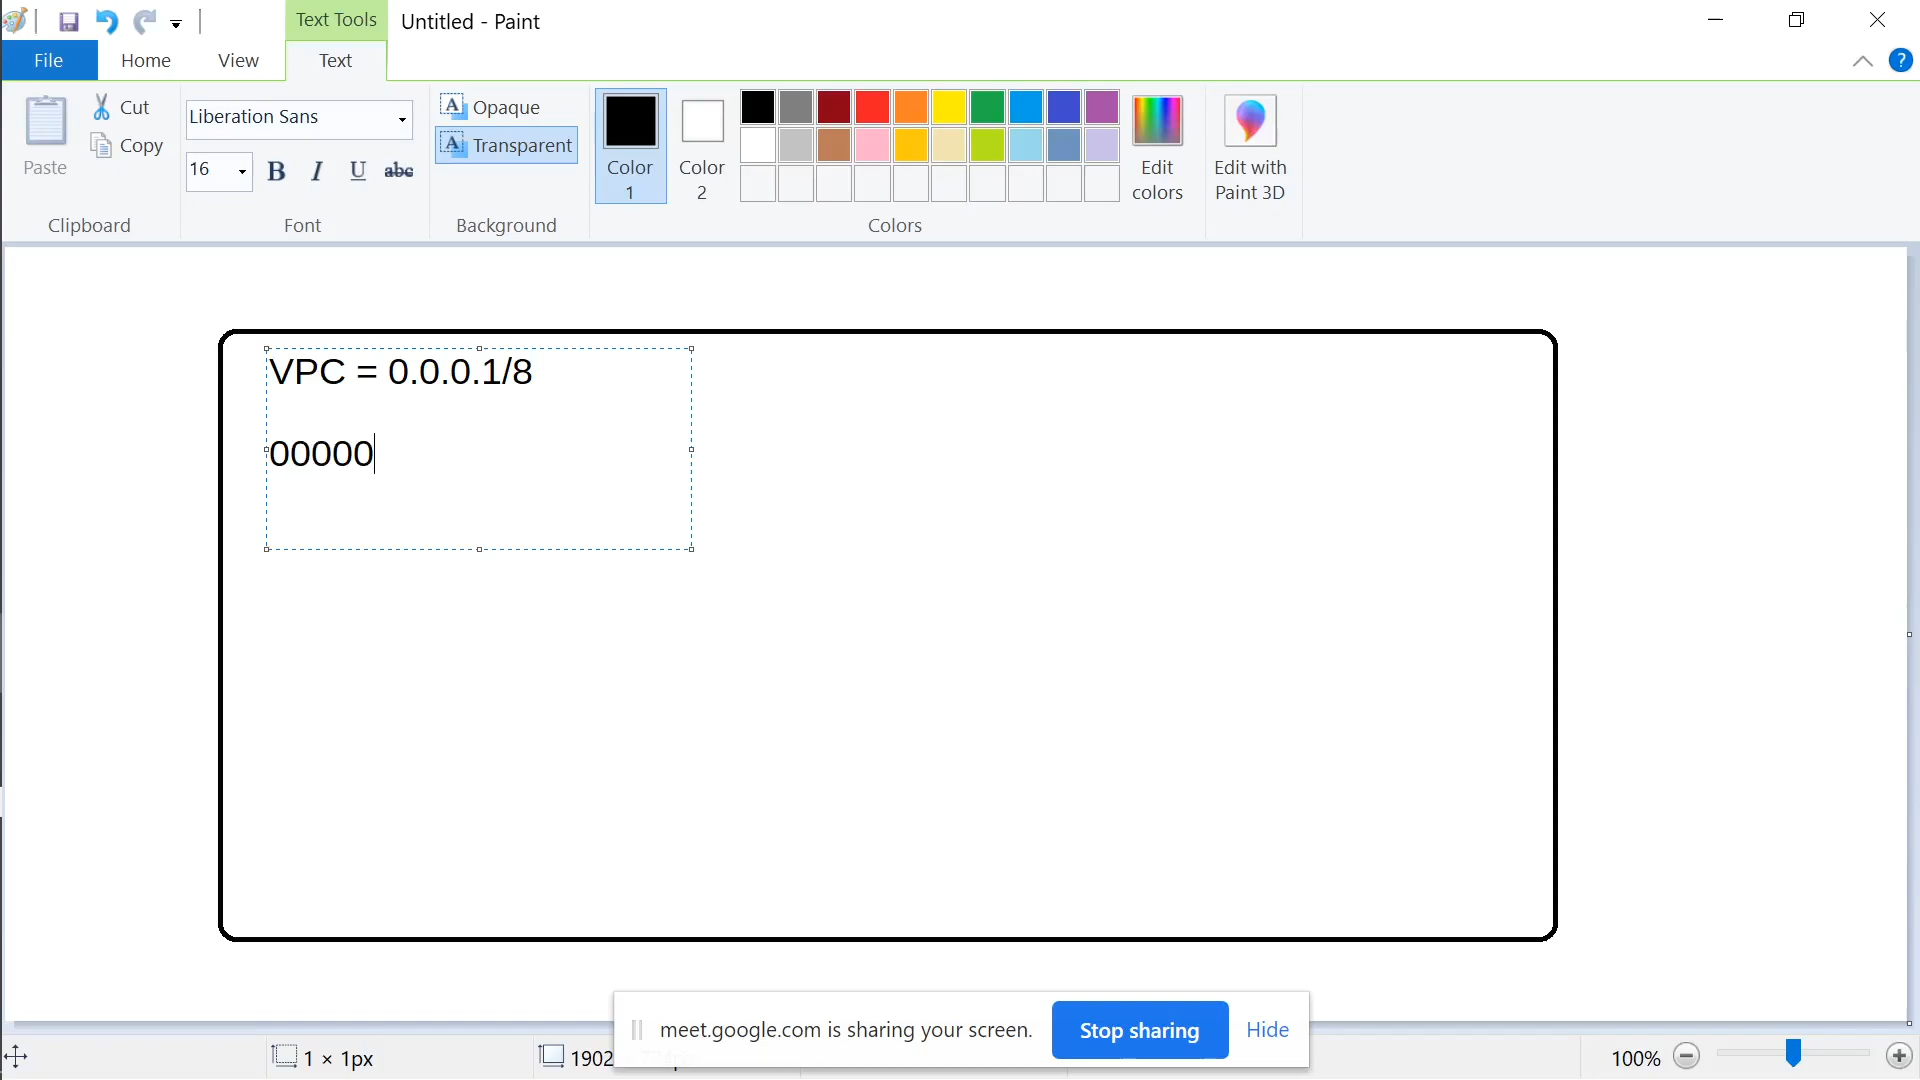 Text Tools
Untitled - Paint
File
Home
View
Text
?
Paste
Cut
Copy
Clipboard
Liberation Sans
16
B I U abc
Font
A Opaque
A Transparent
Background
Color
1
Color
2
Colors
Edit
colors
Edit with
Paint 3D
VPC = 0.0.0.1/8
00000
meet.google.com is sharing your screen.
Stop sharing
Hide
1 × 1px
1902
100%